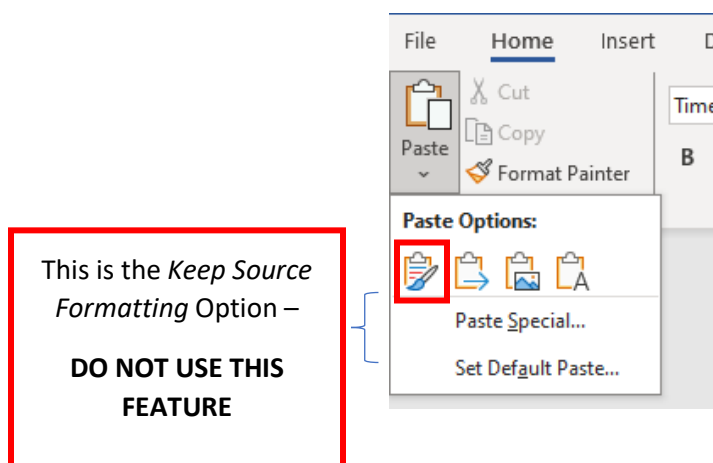 File Home Insert D
Cut
Time
Copy
Paste
B
Format Painter
Paste Options:
A
This is the Keep Source
Formatting Option –
Paste Special...
DO NOT USE THIS
Set Default Paste...
FEATURE